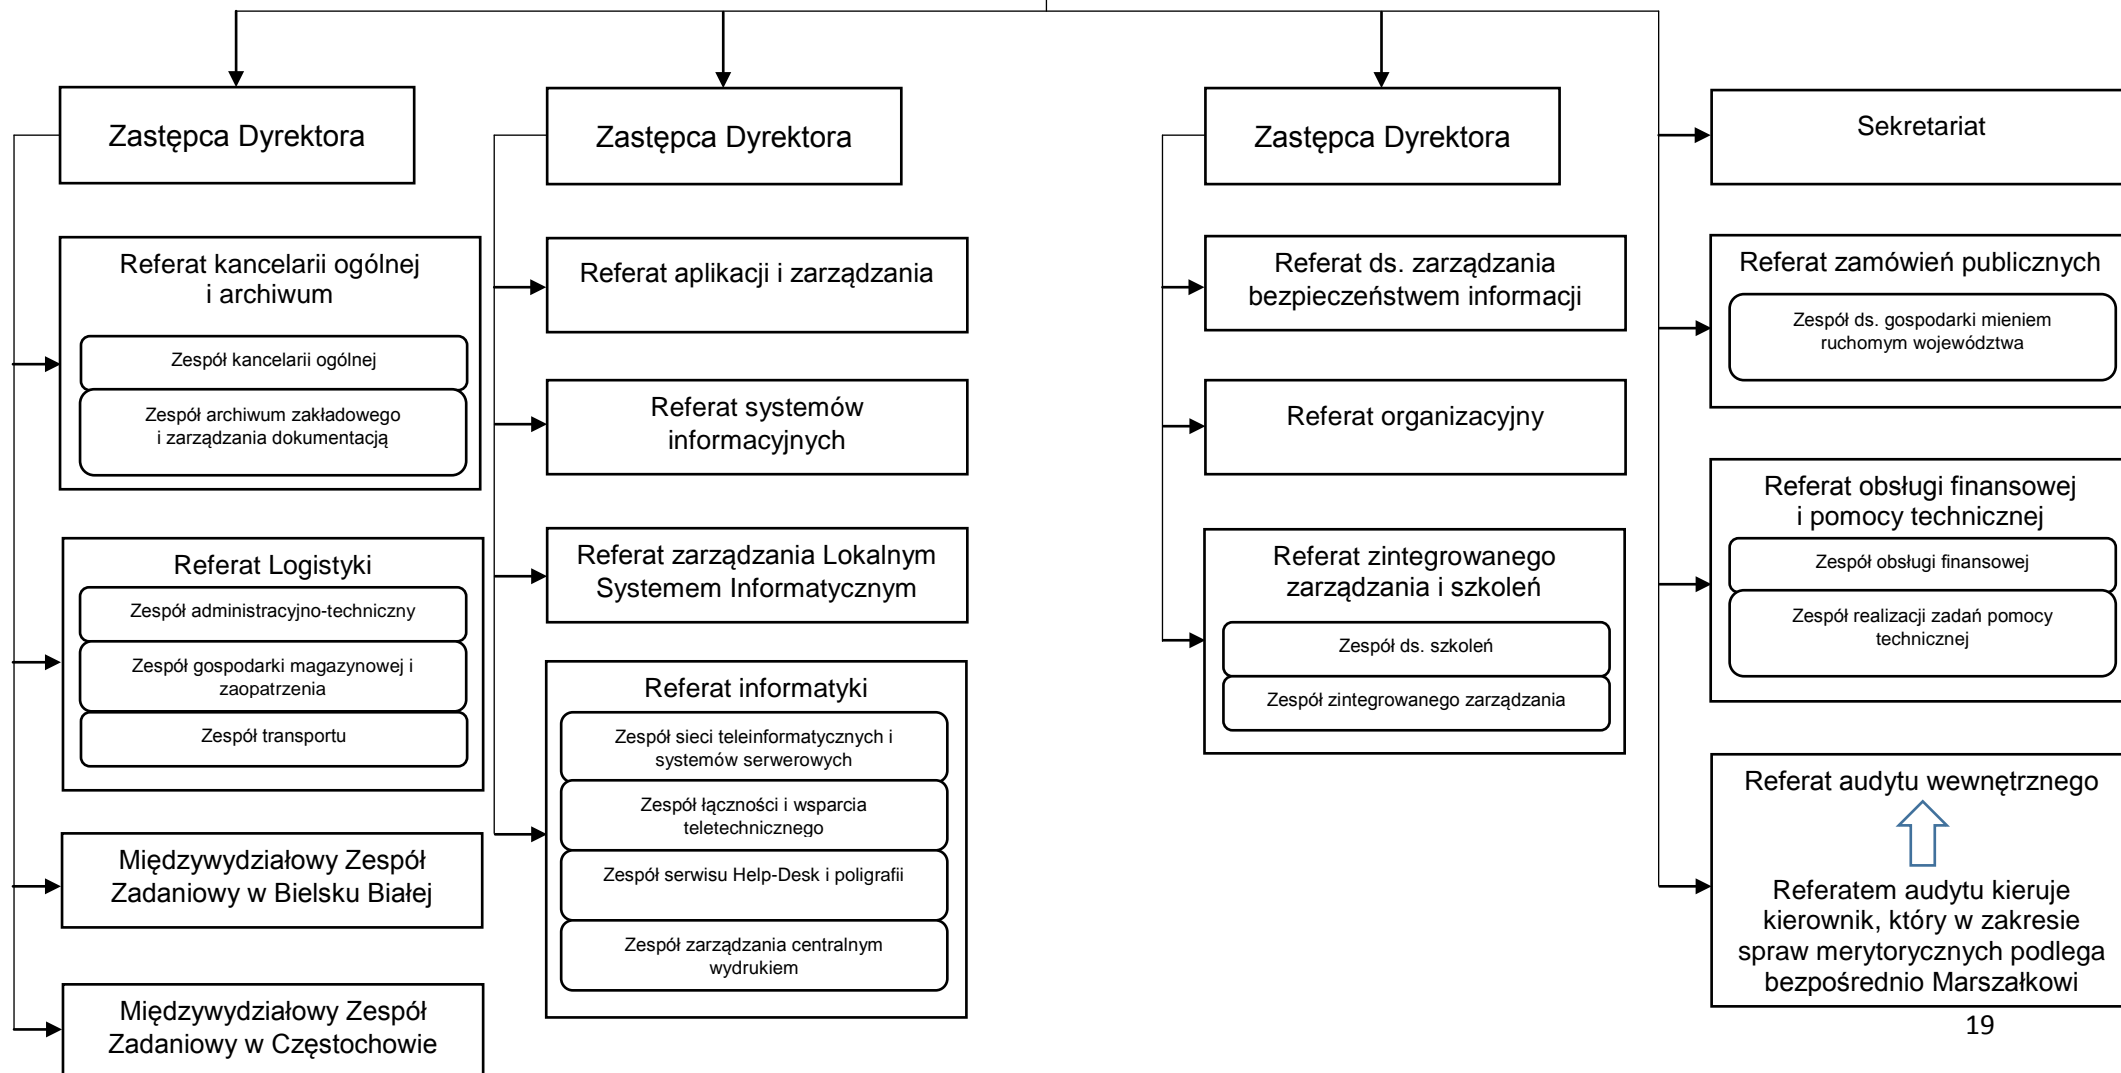 Zastępca Dyrektora
Referat kancelarii ogólnej
i archiwum
Zespół kancelarii ogólnej
Zespół archiwum zakładowego
i zarządzania dokumentacją
Referat Logistyki
Zespół administracyjno-techniczny
Zespół gospodarki magazynowej i
zaopatrzenia
Zespół transportu
Międzywydziałowy Zespół
Zadaniowy w Bielsku Białej
Międzywydziałowy Zespół
Zadaniowy w Częstochowie
Zastępca Dyrektora
Referat aplikacji i zarządzania
Referat systemów
informacyjnych
Referat zarządzania Lokalnym
Systemem Informatycznym
Referat informatyki
Zespół sieci teleinformatycznych i
systemów serwerowych
Zespół łączności i wsparcia
teletechnicznego
Zespół serwisu Help-Desk i poligrafii
Zespół zarządzania centralnym
wydrukiem
Zastępca Dyrektora
Referat ds. zarządzania
bezpieczeństwem informacji
Referat organizacyjny
Referat zintegrowanego
zarządzania i szkoleń
Zespół ds. szkoleń
Zespół zintegrowanego zarządzania
Sekretariat
Referat zamówień publicznych
Zespół ds. gospodarki mieniem
ruchomym województwa
Referat obsługi finansowej
i pomocy technicznej
Zespół obsługi finansowej
Zespół realizacji zadań pomocy
technicznej
Referat audytu wewnętrznego
Referatem audytu kieruje
kierownik, który w zakresie
spraw merytorycznych podlega
bezpośrednio Marszałkowi
19